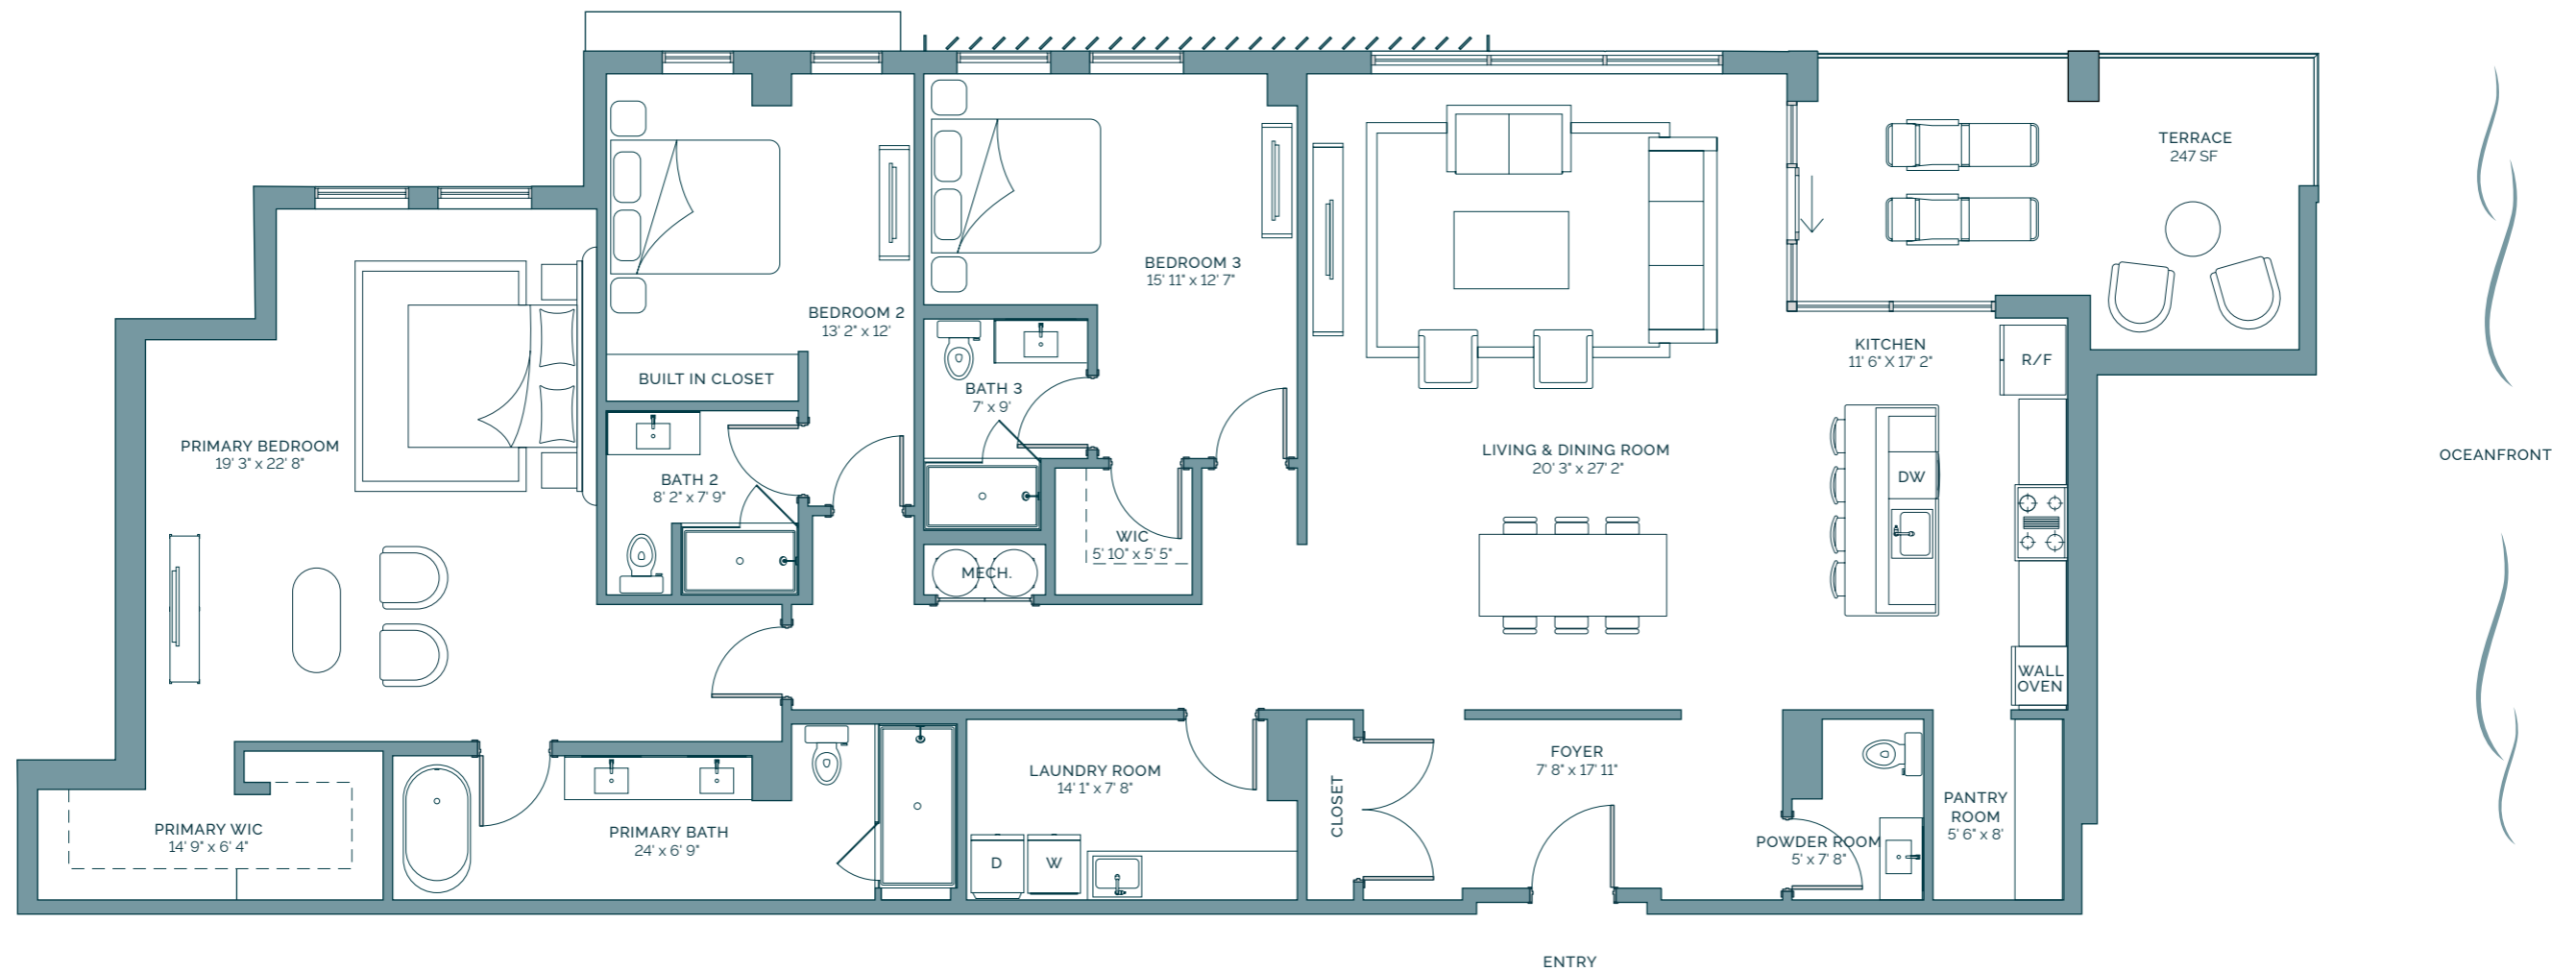 TERRACE
247 SF
BEDROOM 3
15' 11" x 12' 7"
BEDROOM 2
13' 2" x 12'
KITCHEN
11' 6" X 17' 2"
R/F
BUILT IN CLOSET
BATH 3
7' x 9'
PRIMARY BEDROOM
19' 3" x 22' 8"
LIVING & DINING ROOM
20' 3" x 27' 2"
OCEANFRONT
BATH 2
8' 2" x 7' 9"
DW
WIC
5' 10" x 5' 5"
MECH.
WALL
OVEN
FOYER
7' 8" x 17' 11"
LAUNDRY ROOM
14' 1" x 7' 8"
CLOSET
PANTRY
ROOM
5' 6" x 8'
PRIMARY WIC
14' 9" x 6' 4"
PRIMARY BATH
24' x 6' 9"
POWDER ROOM
5' x 7' 8"
D
W
ENTRY